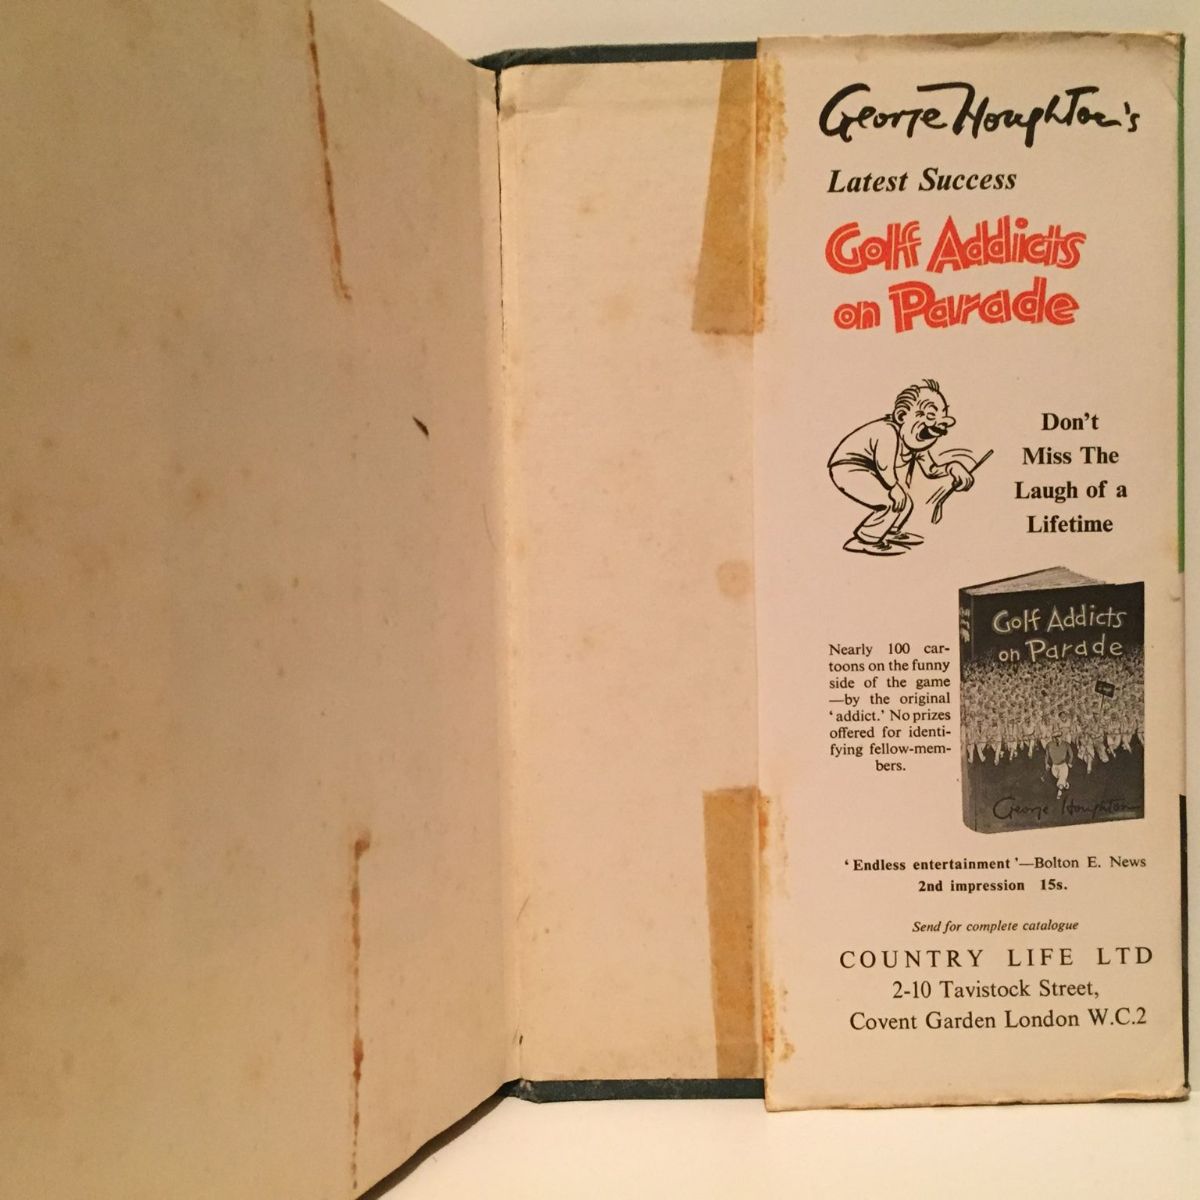 George Houghton's
Latest Success
Golf Addicts
on Parade
Don't
Miss The
Laugh of a
Lifetime
Nearly 100 car-
toons on the funny
side of the game
—by the original
‘addict.’ No prizes
offered for identi-
fying fellow-mem-
bers.
Golf Addicts
on Parade
George Houghton
‘Endless entertainment’—Bolton E. News
2nd impression 15s.
Send for complete catalogue
COUNTRY LIFE LTD
2-10 Tavistock Street,
Covent Garden London W.C.2